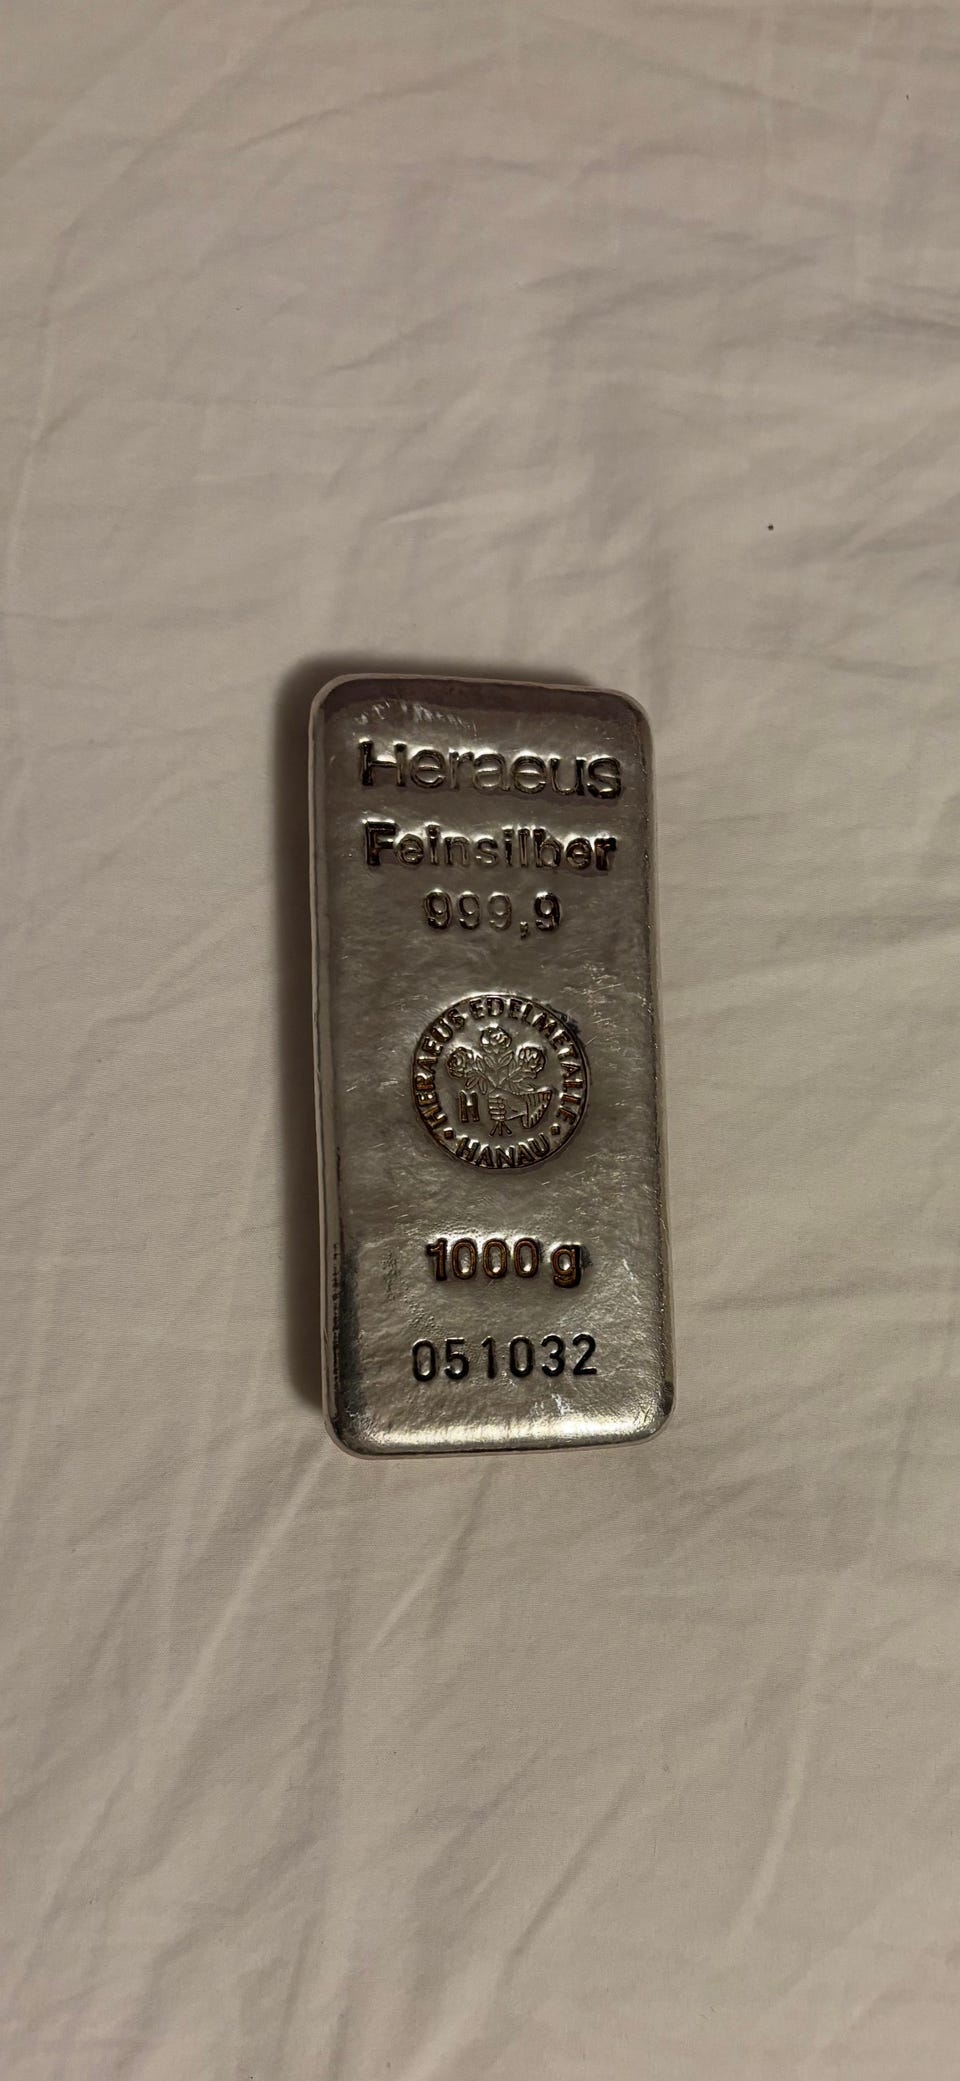 Heraeus
Feinsilber
999,9
HERAEUS EDELMETALLE
H
• HANAU •
1000 g
051032